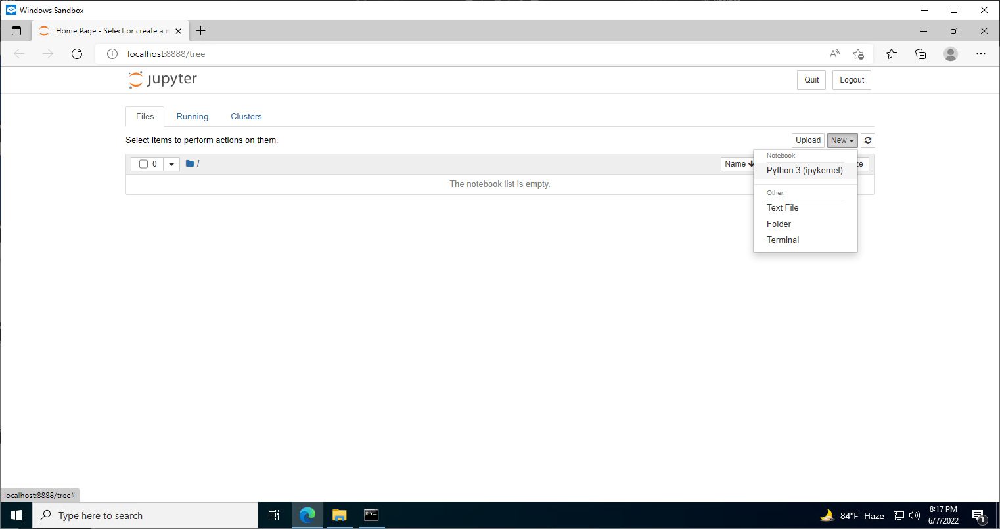 Windows Sandbox
Home Page - Select or create a n
localhost:8888/tree
jupyter
Quit
Logout
Files
Running
Clusters
Select items to perform actions on them.
Upload
New
0
/
Name
ze
The notebook list is empty.
Notebook:
Python 3 (ipykernel)
Other:
Text File
Folder
Terminal
localhost:8888/tree#
Type here to search
84°F Haze
8:17 PM
6/7/2022
1